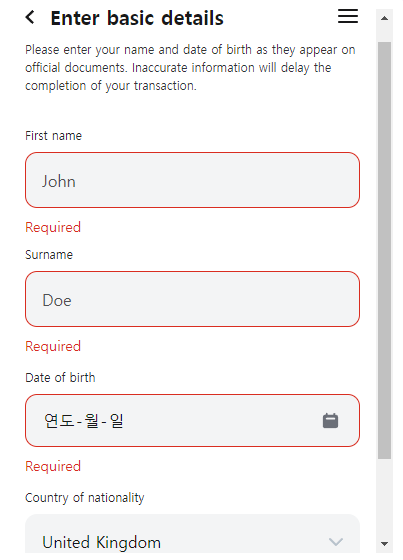 Enter basic details
Please enter your name and date of birth as they appear on
official documents. Inaccurate information will delay the
completion of your transaction.
First name
John
Required
Surname
Doe
Required
Date of birth
연도-월-일
Required
Country of nationality
United Kingdom